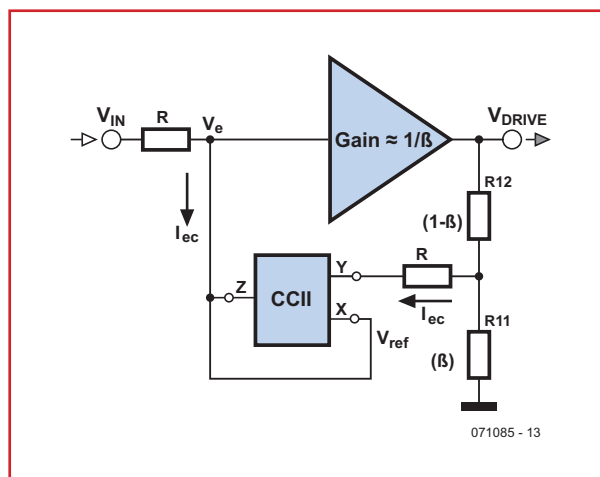 V_IN
R
V_e
Gain ≈ 1/ß
V_DRIVE
R12
(1-ß)
I_ec
Z
CCII
Y
X
R
I_ec
V_ref
R11
(ß)
071085 - 13